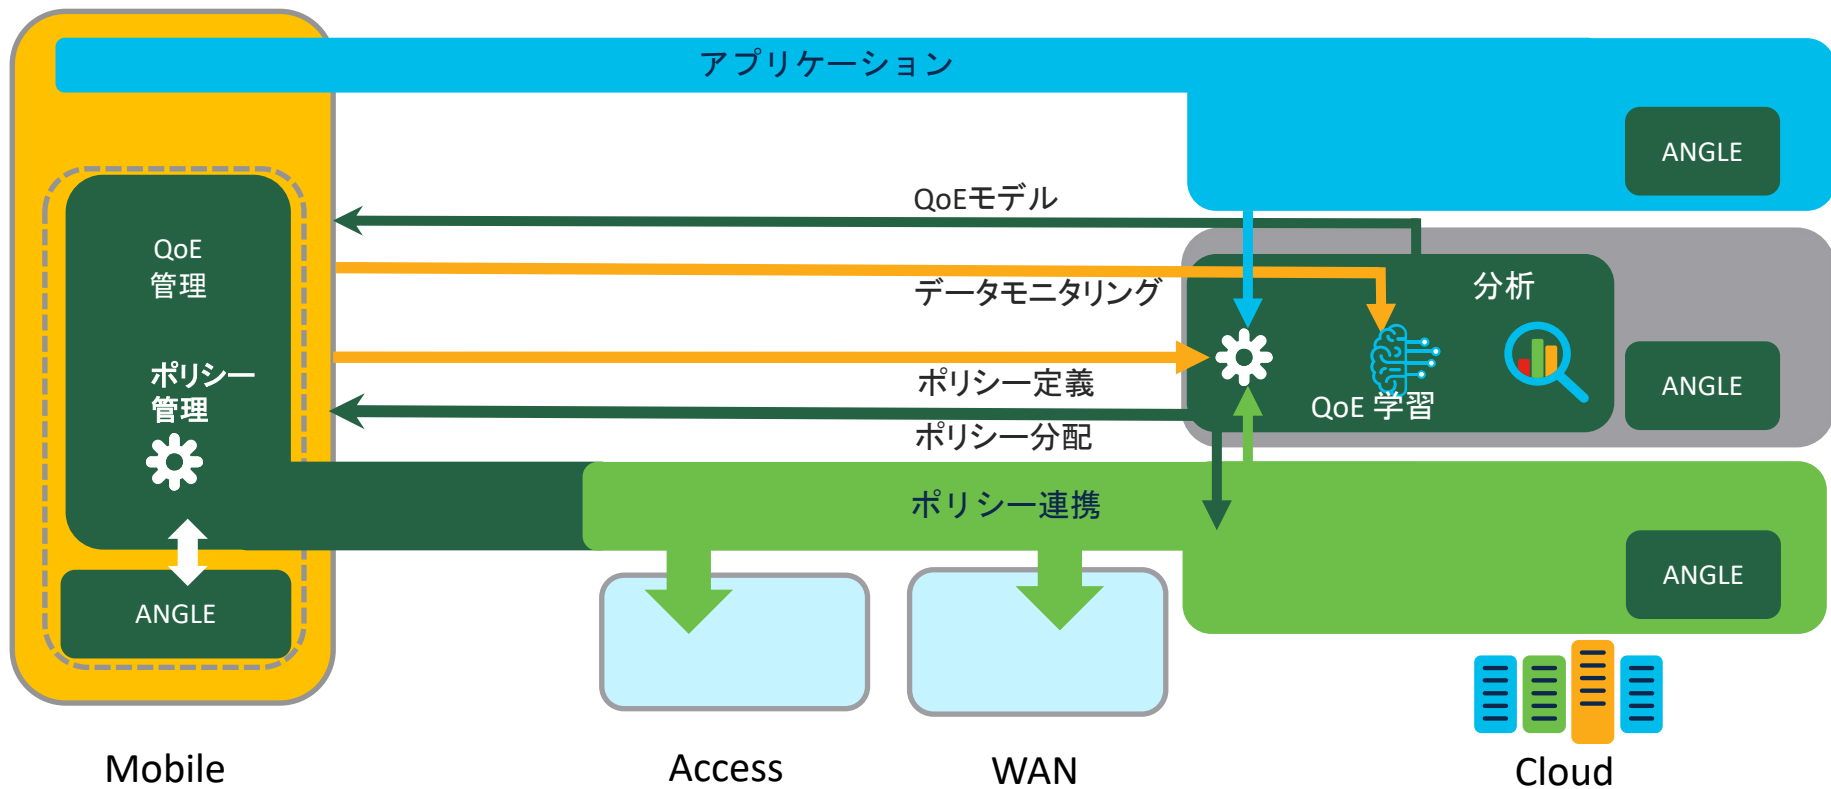 アプリケーション
ANGLE
QoEモデル
QoE
管理
データモニタリング
分析
ポリシー
管理
ポリシー定義
QoE 学習
ANGLE
ポリシー分配
ポリシー連携
ANGLE
ANGLE
Mobile
Access
WAN
Cloud